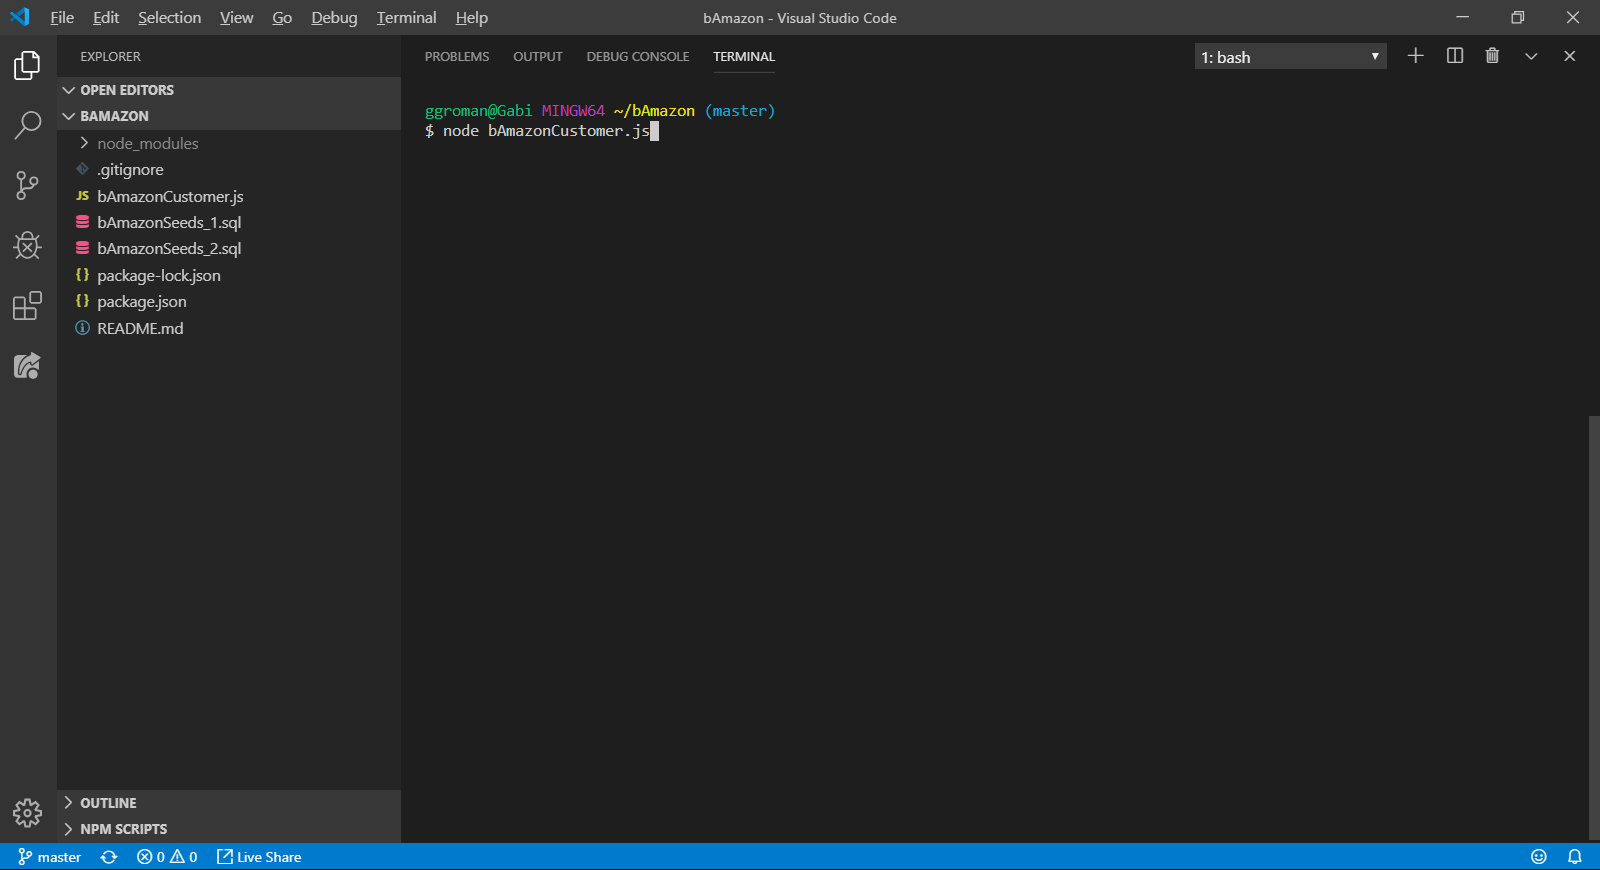 File Edit Selection View Go Debug Terminal Help
bAmazon - Visual Studio Code
EXPLORER
OPEN EDITORS
BAMAZON
node_modules
.gitignore
JS bAmazonCustomer.js
bAmazonSeeds_1.sql
bAmazonSeeds_2.sql
{} package-lock.json
{} package.json
README.md
OUTLINE
NPM SCRIPTS
PROBLEMS OUTPUT DEBUG CONSOLE TERMINAL
1: bash
ggroman@Gabi MINGW64 ~/bAmazon (master)
$ node bAmazonCustomer.js
master 0 0 Live Share